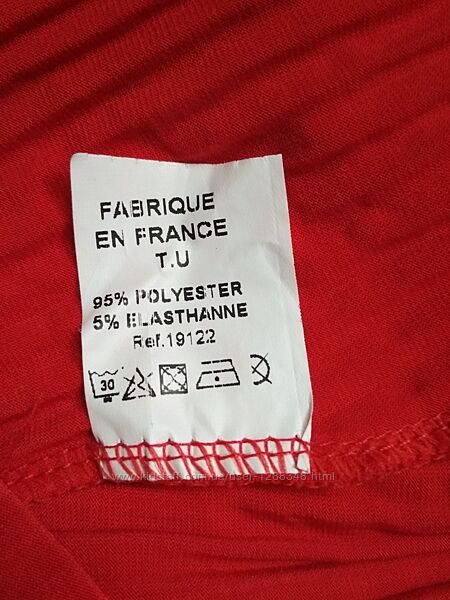 FABRIQUE
EN FRANCE
T.U
95% POLYESTER
5% ELASTHANNE
Ref.19122
30